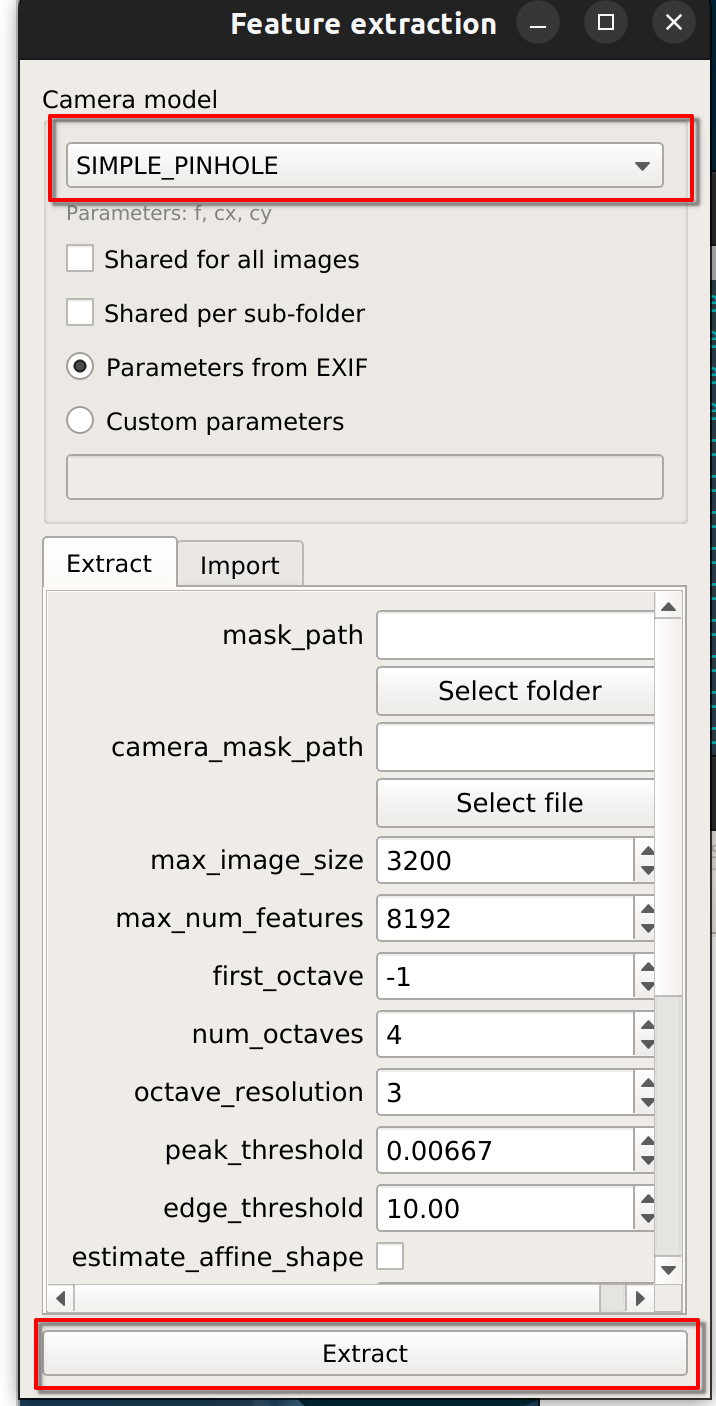 Feature extraction
Camera model
SIMPLE_PINHOLE
Parameters: f, cx, cy
Shared for all images
Shared per sub-folder
Parameters from EXIF
Custom parameters
Extract Import
mask_path
Select folder
camera_mask_path
Select file
max_image_size 3200
max_num_features 8192
first_octave -1
num_octaves 4
octave_resolution 3
peak_threshold 0.00667
edge_threshold 10.00
estimate_affine_shape
Extract